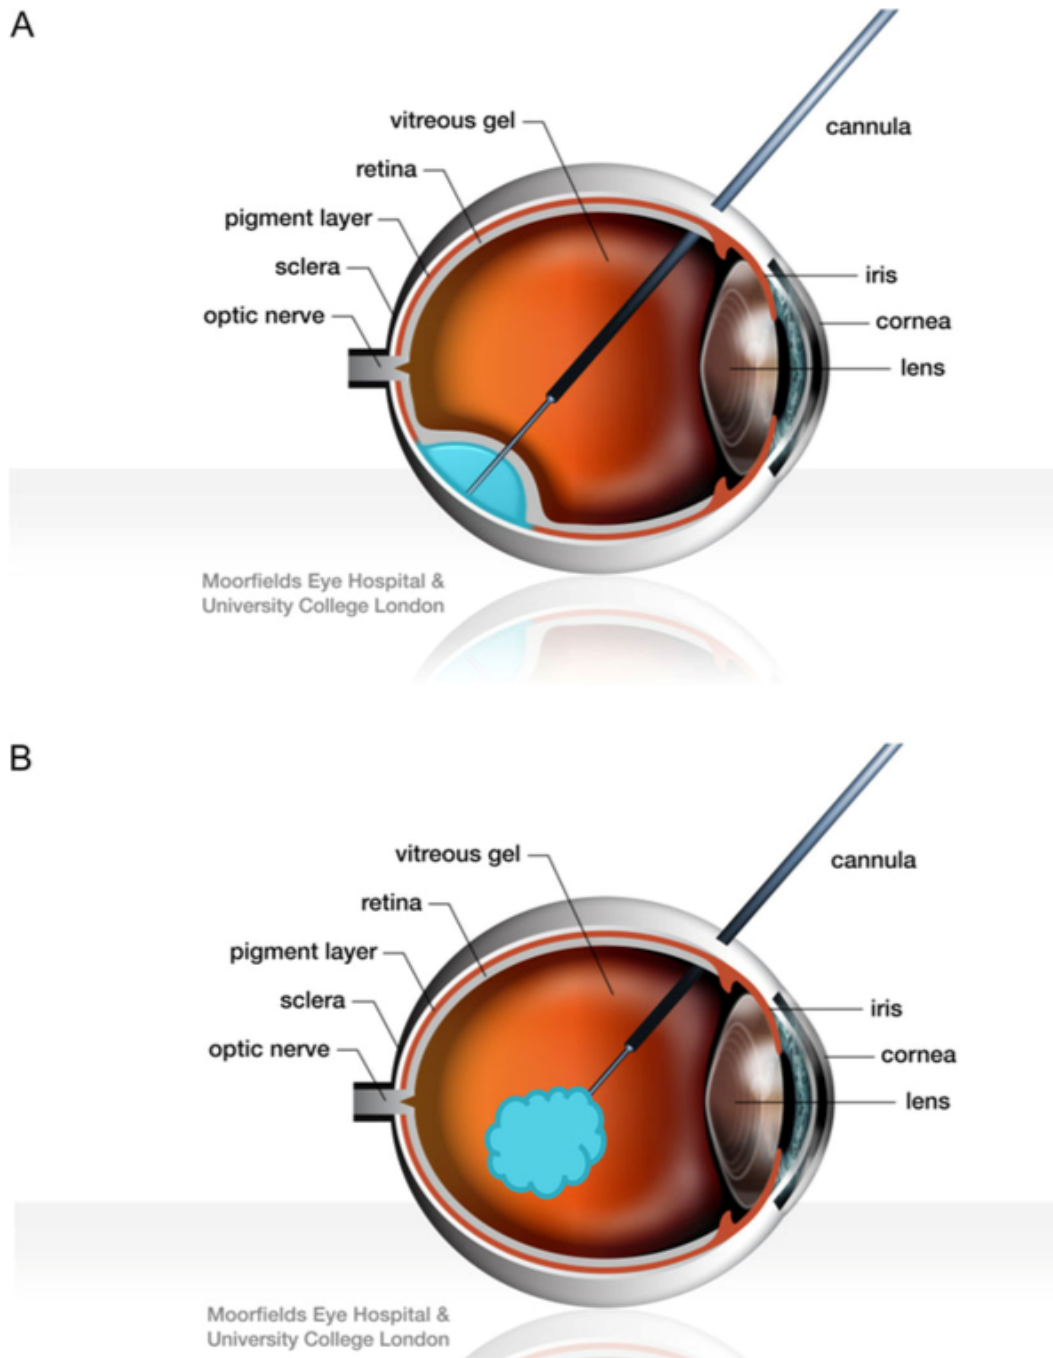 A
vitreous gel
cannula
retina
pigment layer
sclera
iris
optic nerve
cornea
lens
Moorfields Eye Hospital &
University College London
B
vitreous gel
cannula
retina
pigment layer
sclera
iris
optic nerve
cornea
lens
Moorfields Eye Hospital &
University College London